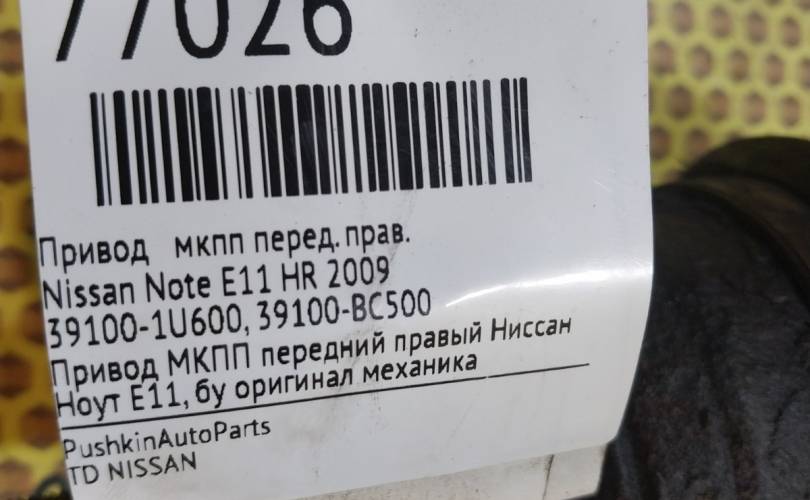 77026
Привод мкпп перед. прав.
Nissan Note E11 HR 2009
39100-1U600, 39100-BC500
Привод МКПП передний правый Ниссан
Ноут Е11, бу оригинал механика
PushkinAutoParts
TD NISSAN